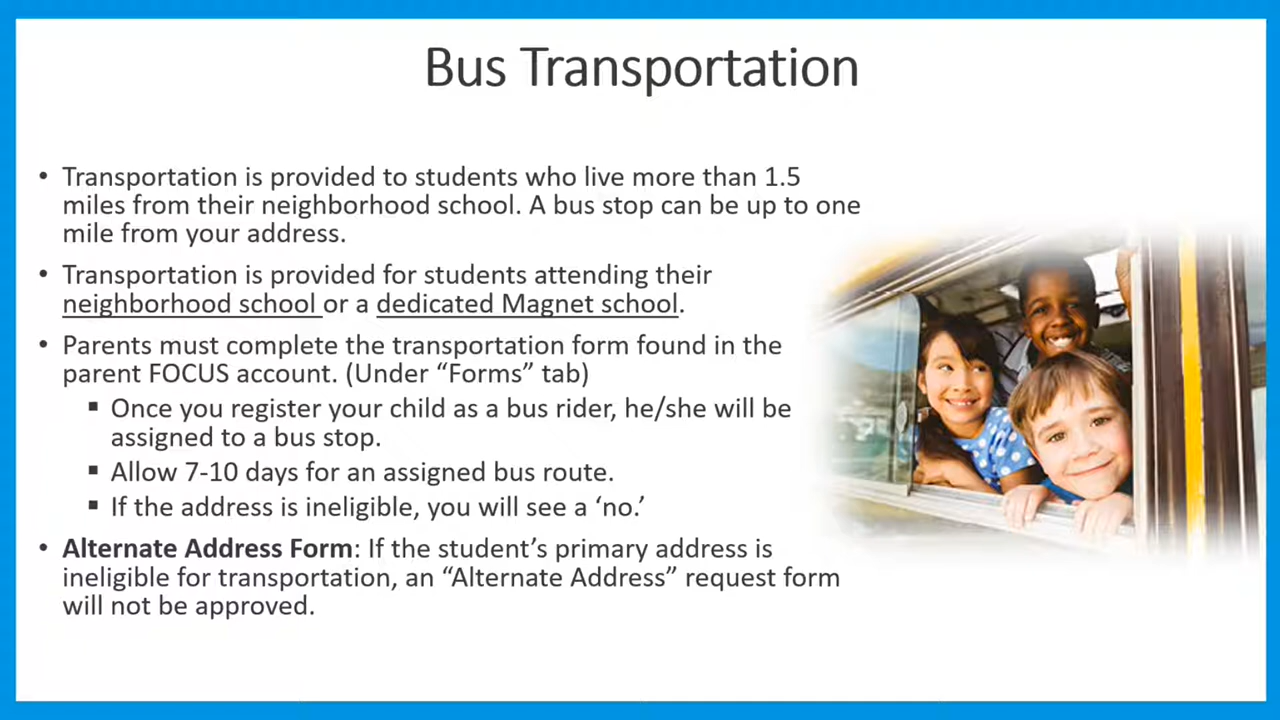 Bus Transportation
• Transportation is provided to students who live more than 1.5
miles from their neighborhood school. A bus stop can be up to one
mile from your address.
• Transportation is provided for students attending their
neighborhood school or a dedicated Magnet school.
• Parents must complete the transportation form found in the
parent FOCUS account. (Under “Forms” tab)
▪ Once you register your child as a bus rider, he/she will be
assigned to a bus stop.
▪ Allow 7-10 days for an assigned bus route.
▪ If the address is ineligible, you will see a ‘no.’
• Alternate Address Form: If the student’s primary address is
ineligible for transportation, an “Alternate Address” request form
will not be approved.